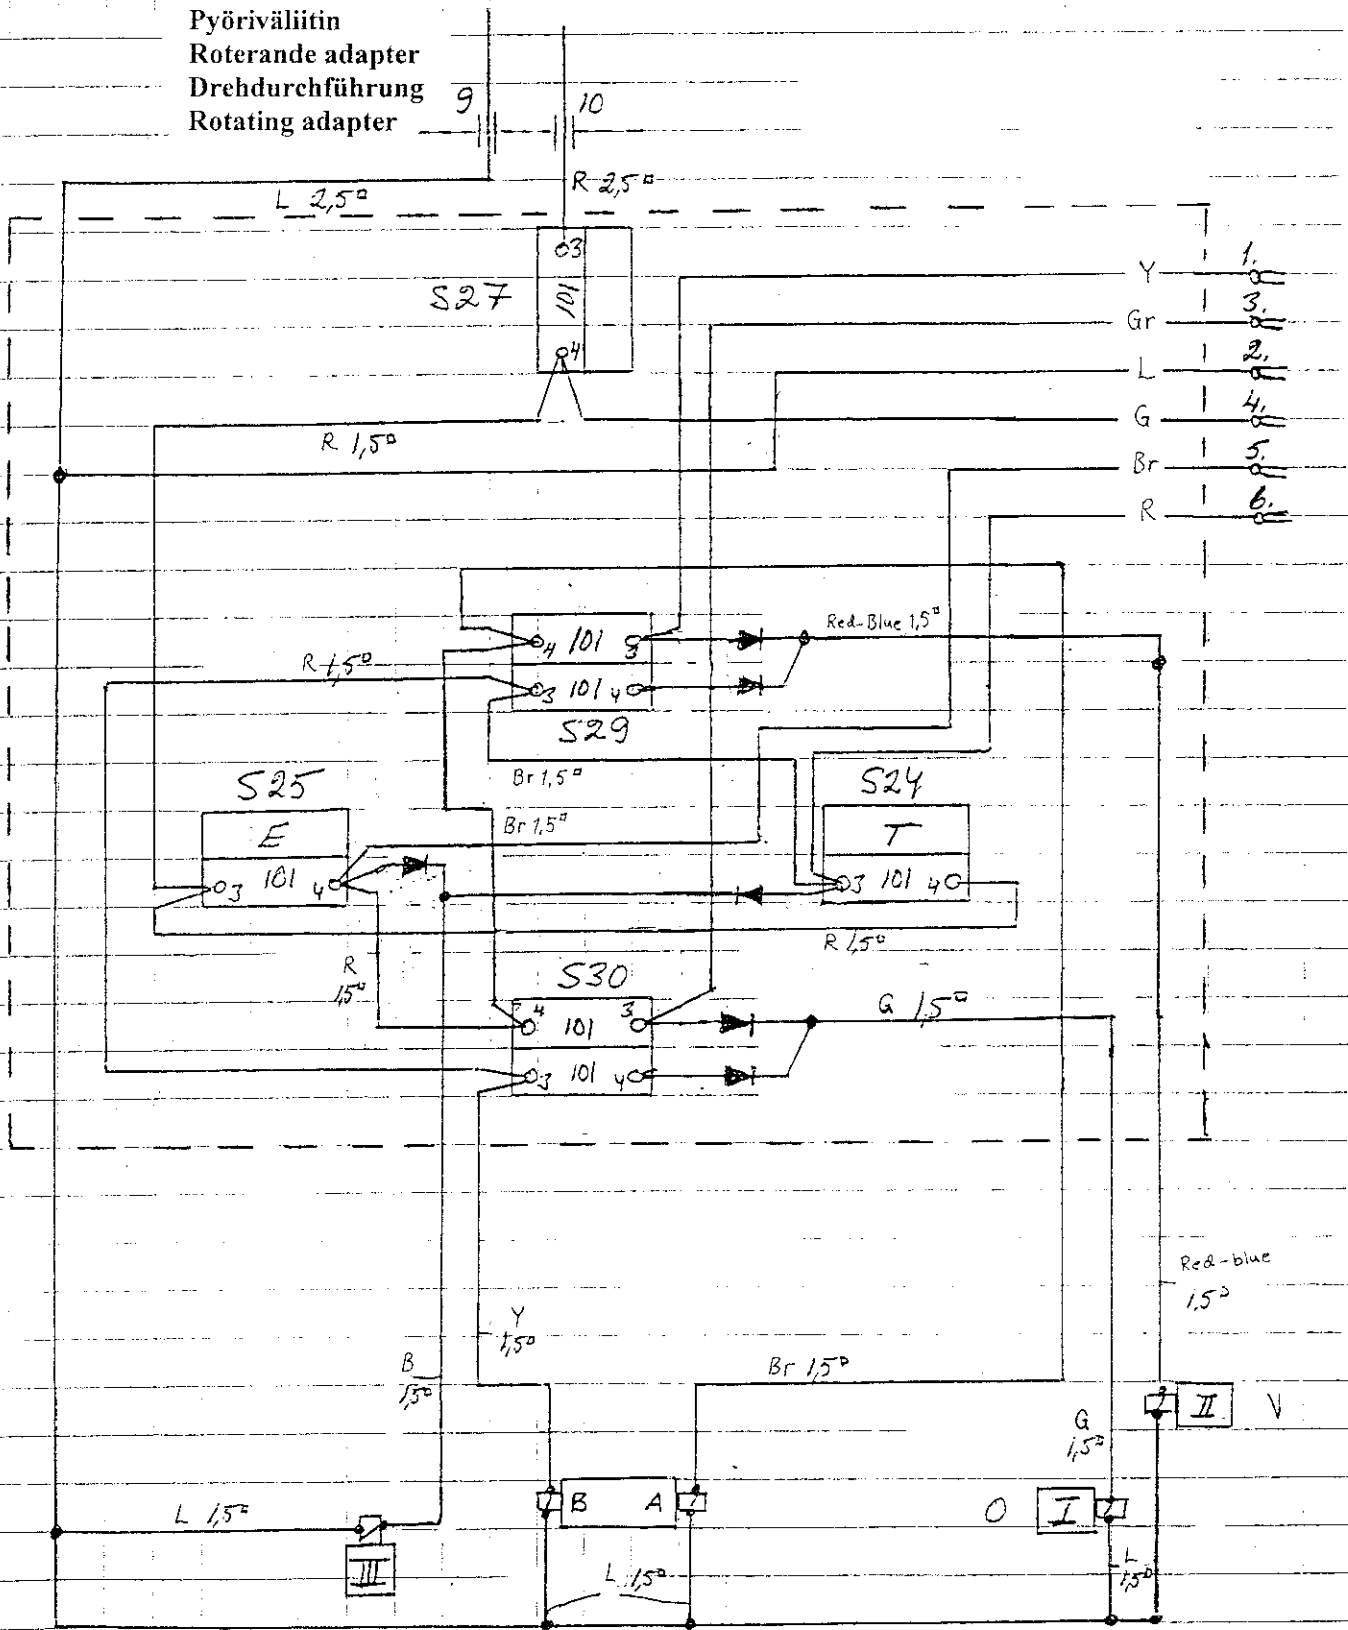 Pyöriväliitin
Roterande adapter
Drehdurchführung
Rotating adapter
9
10
L 2,5□
R 2,5□
S27
3
101
4
Y 1.
Gr 3.
L 2.
G 4.
Br 5.
R 6.
R 1,5□
4 101 3
Red-Blue 1,5□
R 1,5□
3 101 4
S29
Br 1,5□
S25
S24
Br 1,5□
E
T
3 101 4
3 101 4
R 1,5□
R
1,5□
S30
4 101 3
G 1,5□
3 101 4
Red-blue
1,5□
Y
1,5□
B
1,5□
Br 1,5□
II V
G
1,5□
B A
O I
L 1,5□
III
L 1,5□
L
1,5□